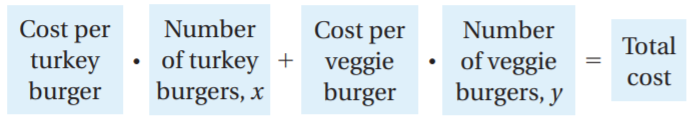 Cost per
turkey
burger
·
Number
of turkey
burgers, x
+
Cost per
veggie
burger
·
Number
of veggie
burgers, y
=
Total
cost